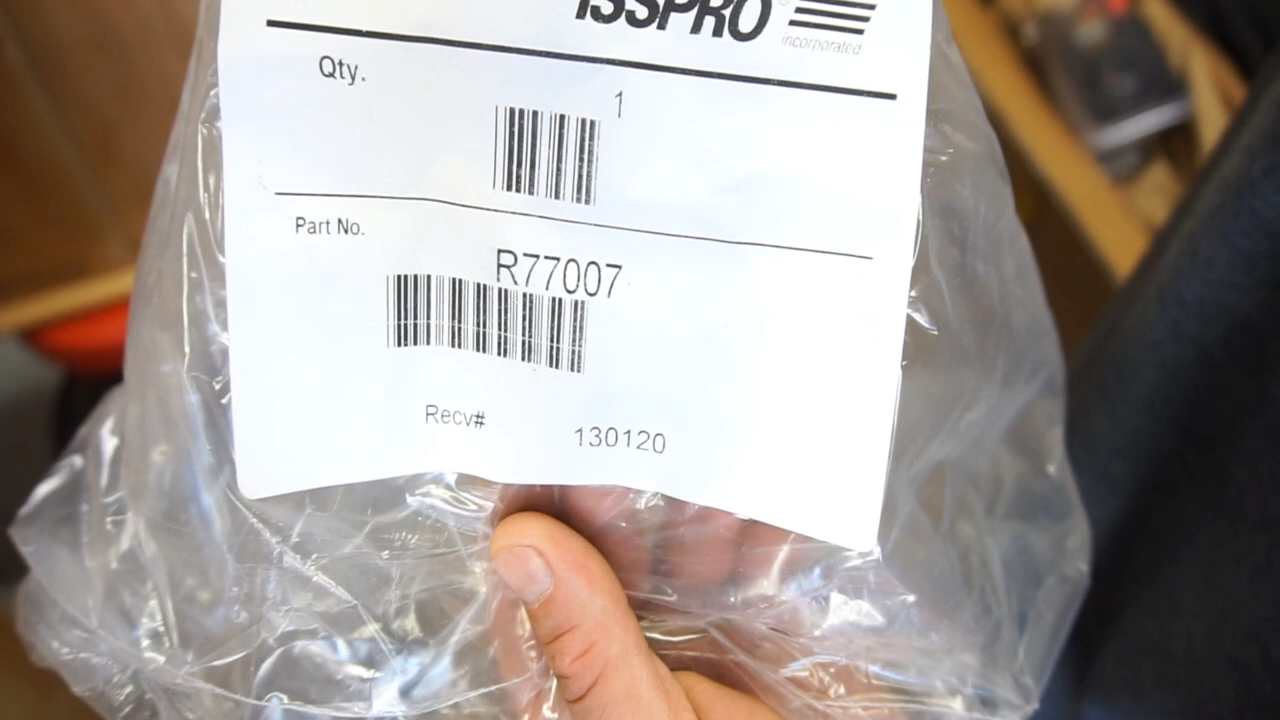 ISSPRO
incorporated
Qty.
1
Part No.
R77007
Recv# 130120